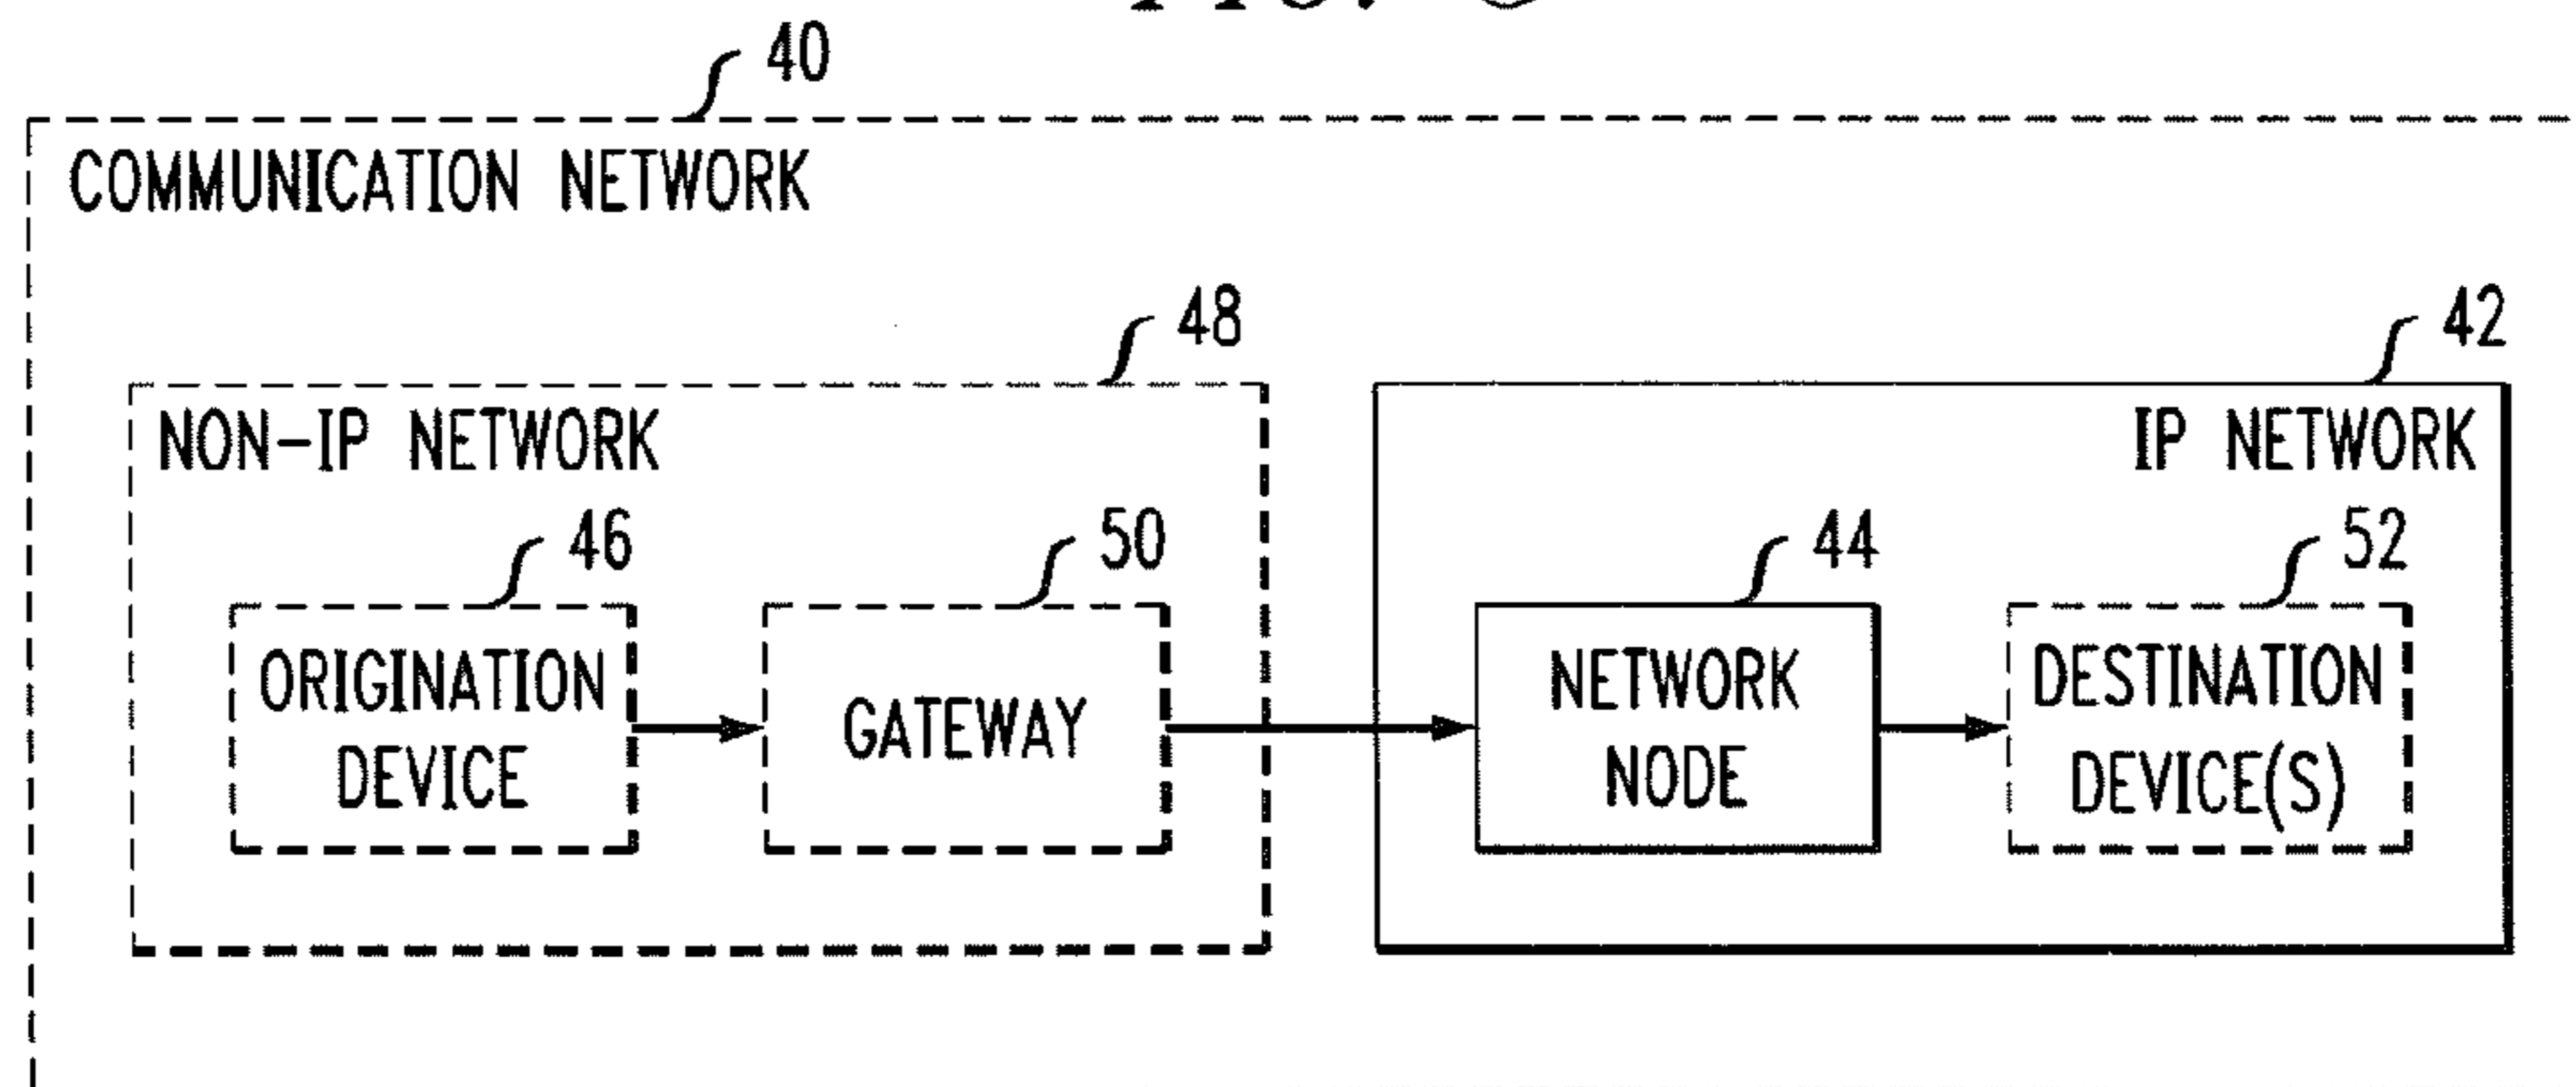 40
COMMUNICATION NETWORK
48
42
NON-IP NETWORK
IP NETWORK
46
50
44
52
ORIGINATION
DEVICE
GATEWAY
NETWORK
NODE
DESTINATION
DEVICE(S)